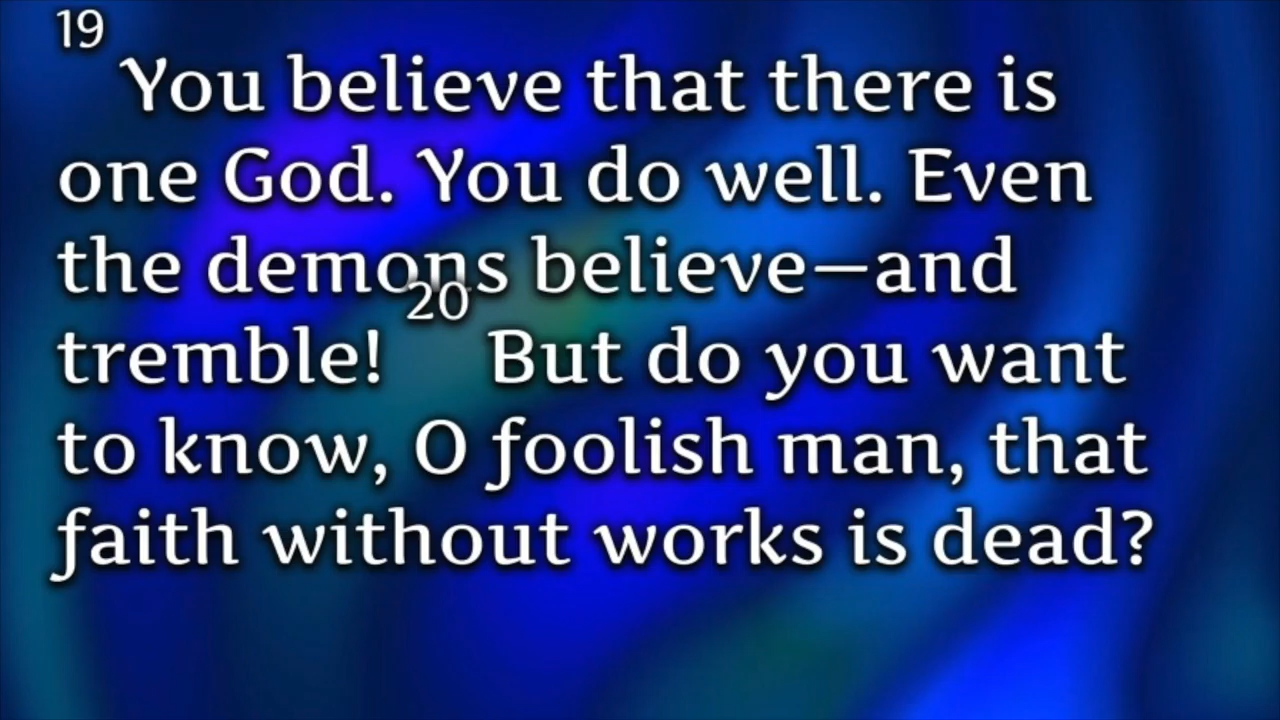 19
You believe that there is
one God. You do well. Even
the demons believe—and
tremble! 20 But do you want
to know, O foolish man, that
faith without works is dead?